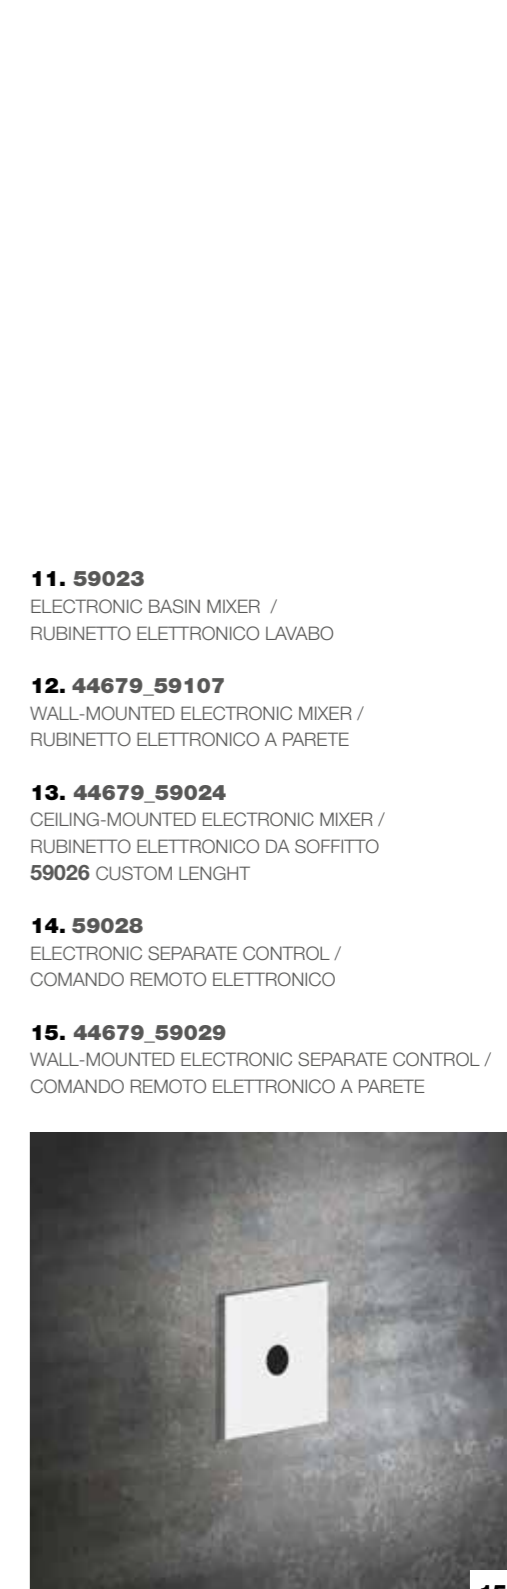 11. 59023
ELECTRONIC BASIN MIXER /
RUBINETTO ELETTRONICO LAVABO
12. 44679_59107
WALL-MOUNTED ELECTRONIC MIXER /
RUBINETTO ELETTRONICO A PARETE
13. 44679_59024
CEILING-MOUNTED ELECTRONIC MIXER /
RUBINETTO ELETTRONICO DA SOFFITTO
59026 CUSTOM LENGHT
14. 59028
ELECTRONIC SEPARATE CONTROL /
COMANDO REMOTO ELETTRONICO
15. 44679_59029
WALL-MOUNTED ELECTRONIC SEPARATE CONTROL /
COMANDO REMOTO ELETTRONICO A PARETE